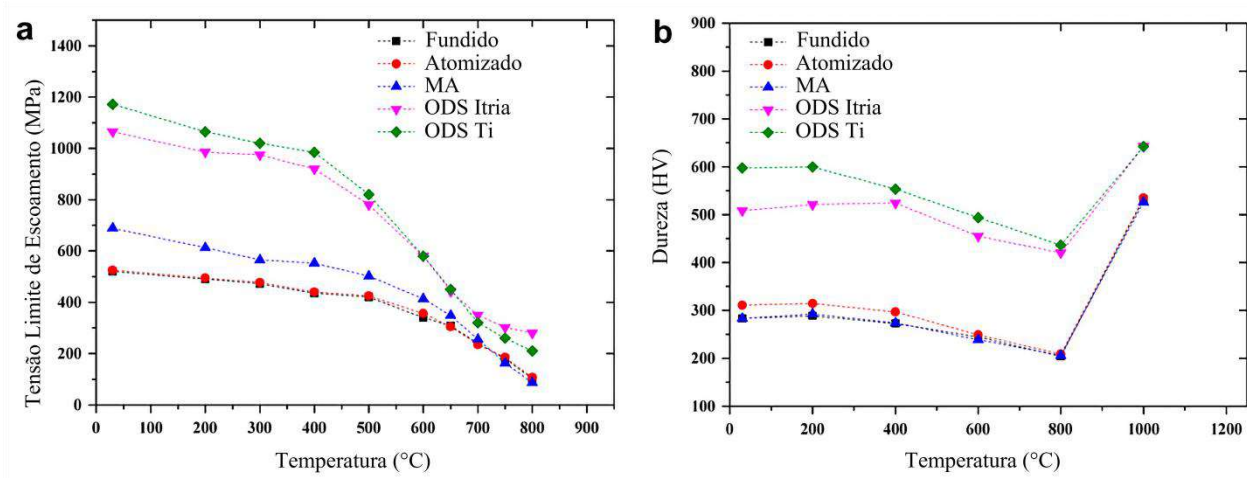 a
Tensão Limite de Escoamento (MPa)
1400
1200
1000
800
600
400
200
0
Fundido
Atomizado
MA
ODS Itria
ODS Ti
0 100 200 300 400 500 600 700 800 900
Temperatura (°C)
b
Dureza (HV)
900
800
700
600
500
400
300
200
100
Fundido
Atomizado
MA
ODS Itria
ODS Ti
0 200 400 600 800 1000 1200
Temperatura (°C)